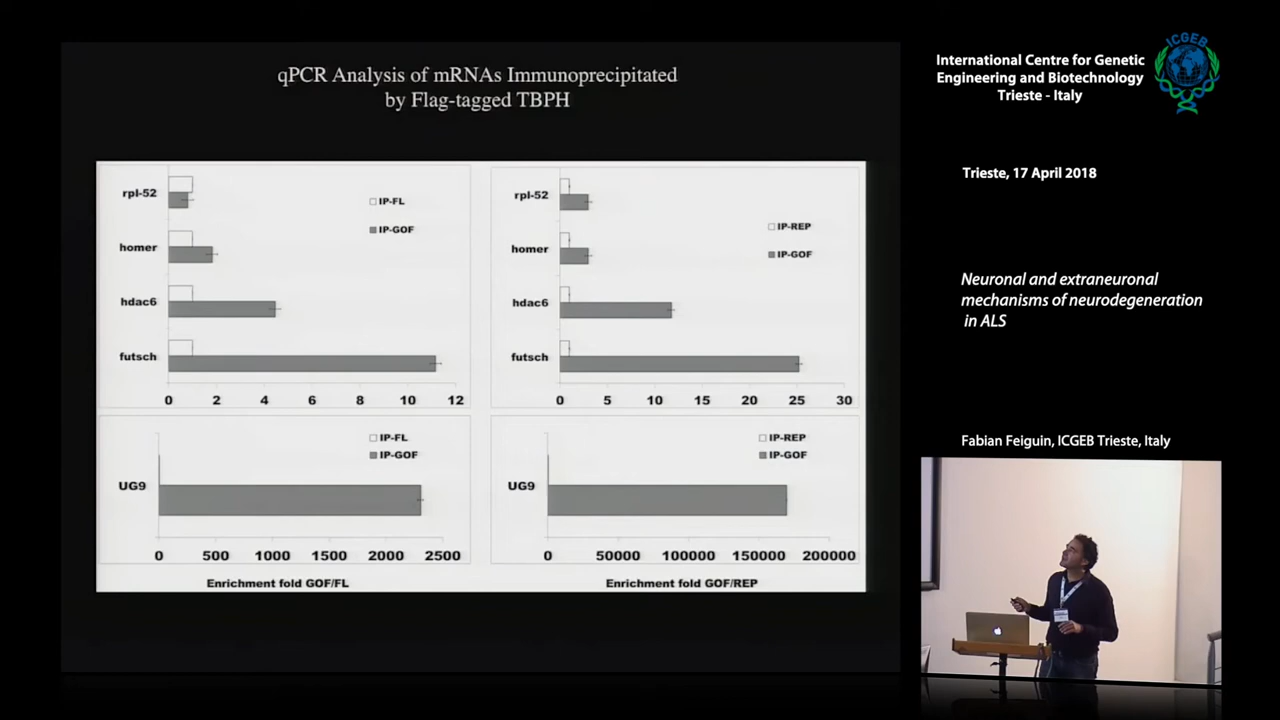 qPCR Analysis of mRNAs Immunoprecipitated
by Flag-tagged TBPH
rpl-52
homer
hdac6
futsch
IP-FL
IP-GOF
0 2 4 6 8 10 12
rpl-52
homer
hdac6
futsch
IP-REP
IP-GOF
0 5 10 15 20 25 30
UG9
IP-FL
IP-GOF
0 500 1000 1500 2000 2500
Enrichment fold GOF/FL
UG9
IP-REP
IP-GOF
0 50000 100000 150000 200000
Enrichment fold GOF/REP
International Centre for Genetic
Engineering and Biotechnology
Trieste - Italy
ICGEB
Trieste, 17 April 2018
Neuronal and extraneuronal
mechanisms of neurodegeneration
in ALS
Fabian Feiguin, ICGEB Trieste, Italy